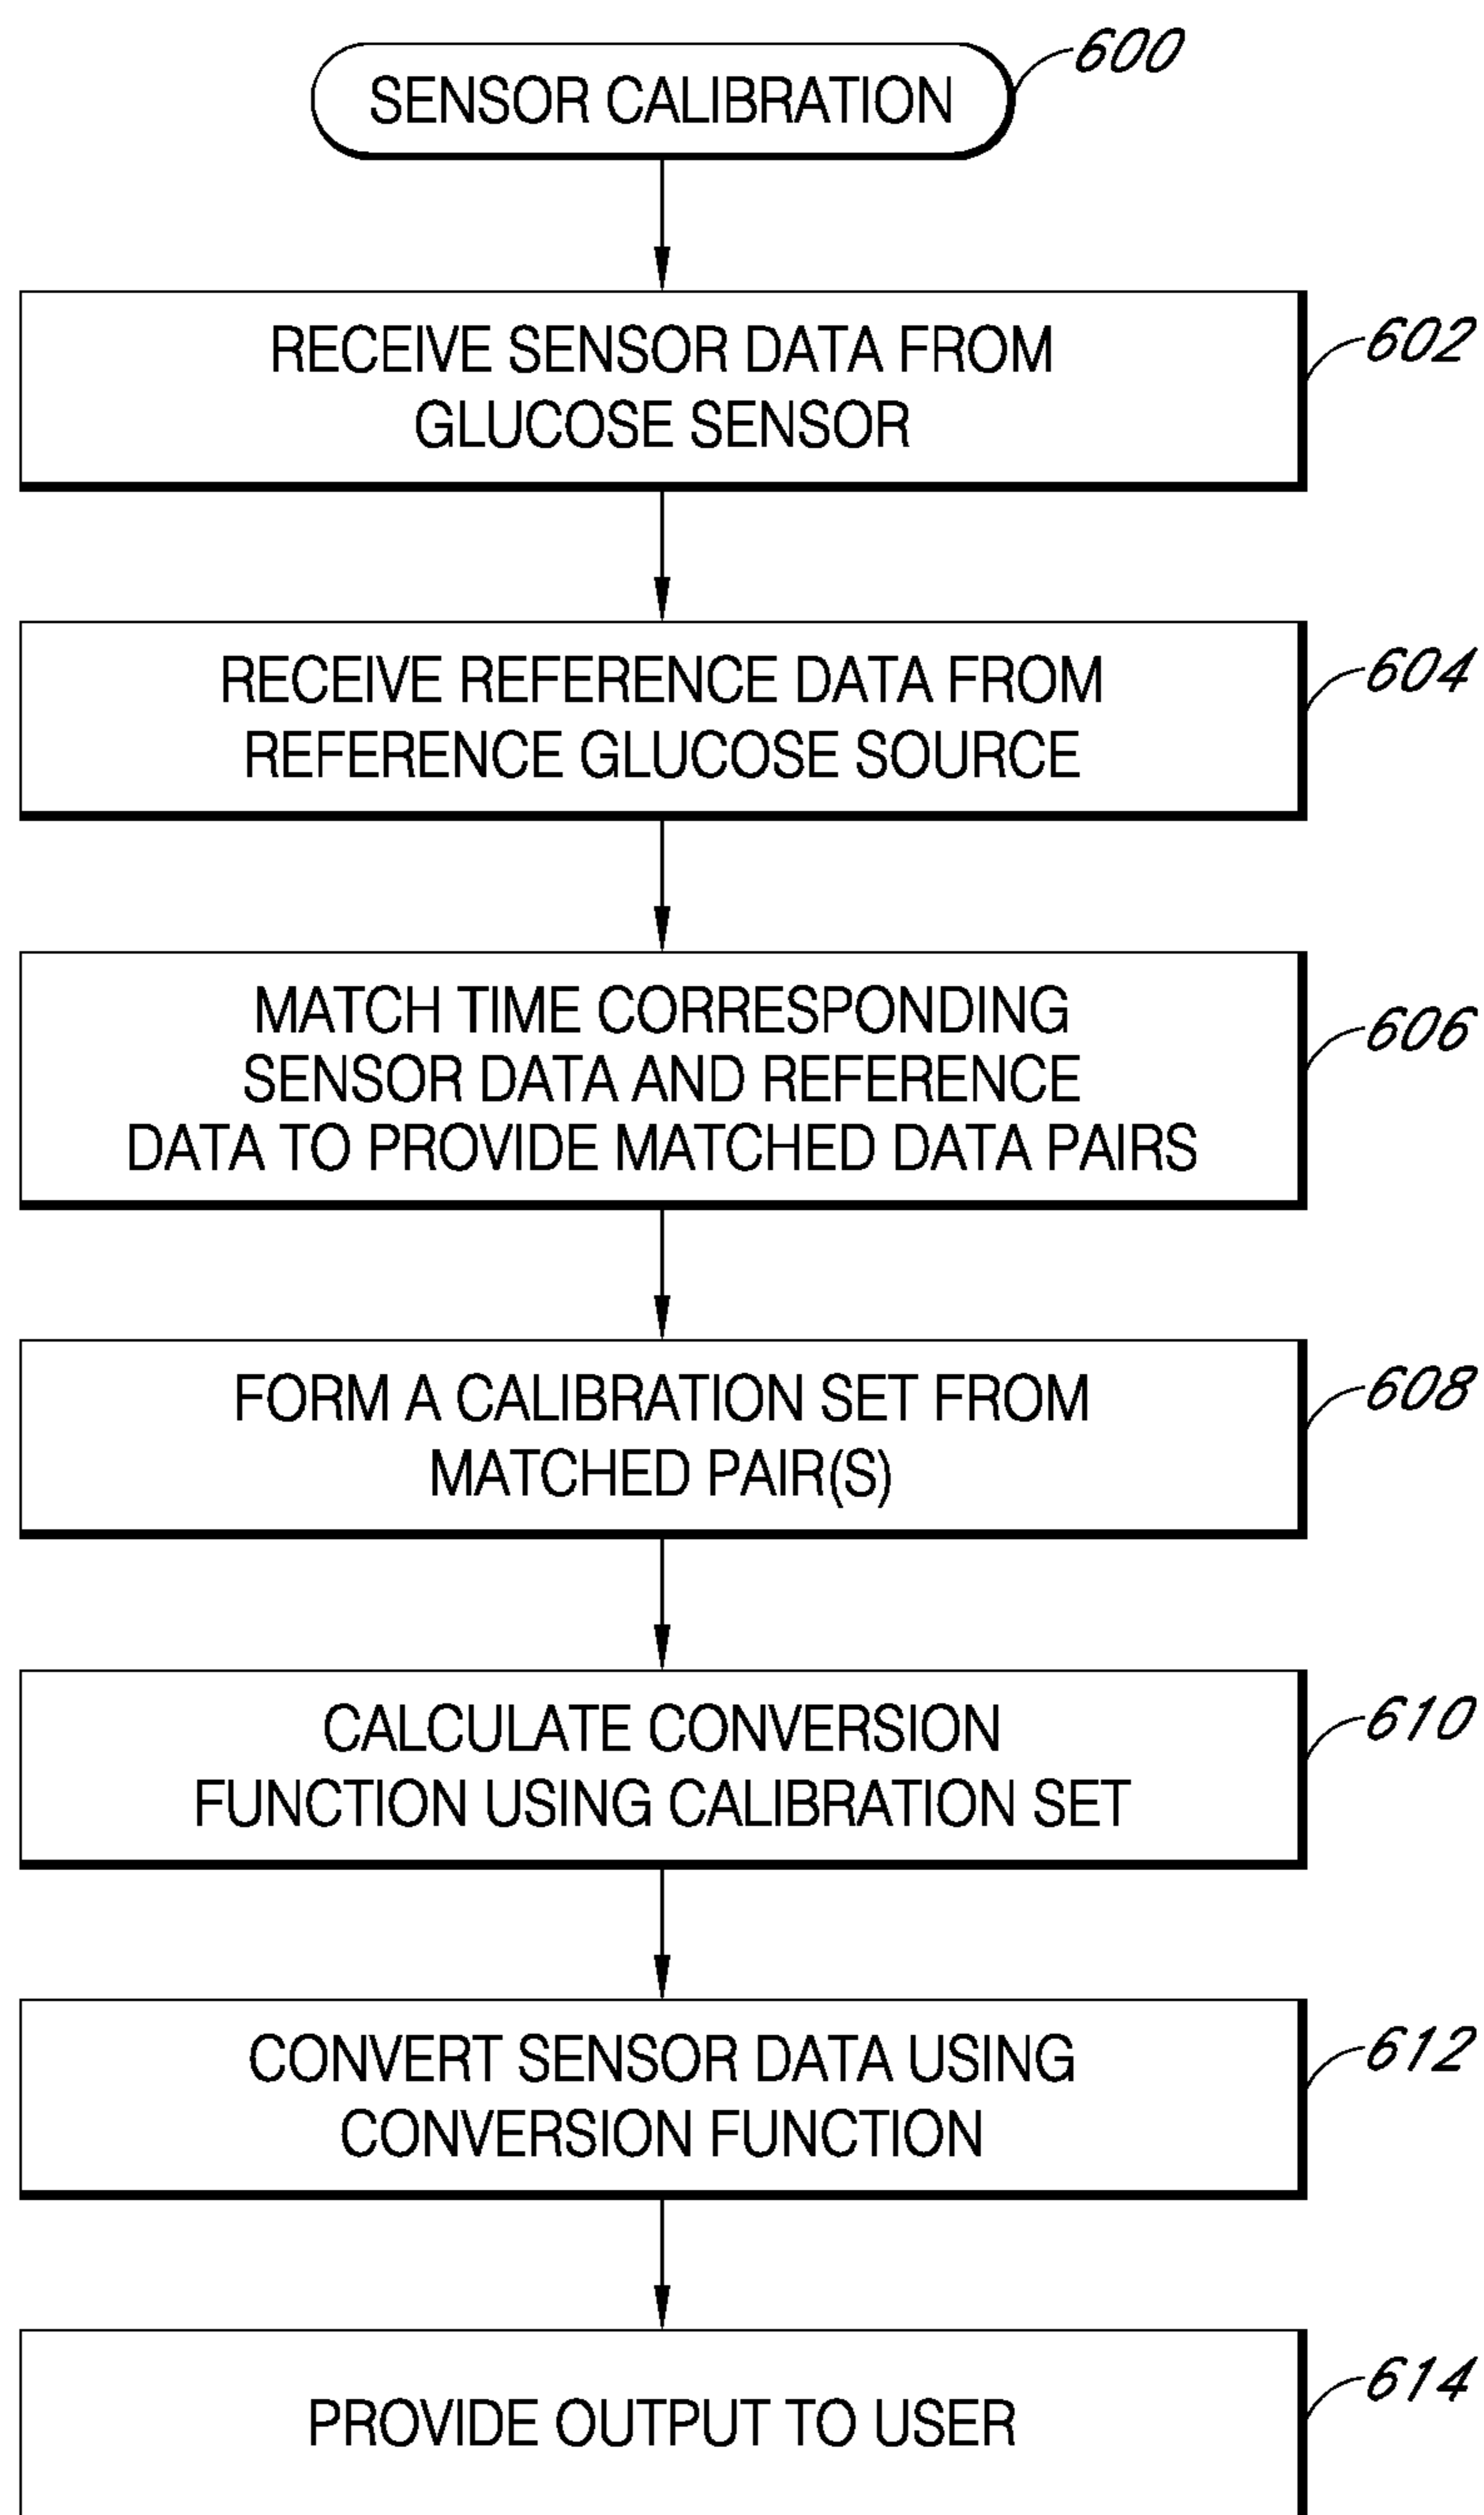 SENSOR CALIBRATION
600
RECEIVE SENSOR DATA FROM
GLUCOSE SENSOR
602
RECEIVE REFERENCE DATA FROM
REFERENCE GLUCOSE SOURCE
604
MATCH TIME CORRESPONDING
SENSOR DATA AND REFERENCE
DATA TO PROVIDE MATCHED DATA PAIRS
606
FORM A CALIBRATION SET FROM
MATCHED PAIR(S)
608
CALCULATE CONVERSION
FUNCTION USING CALIBRATION SET
610
CONVERT SENSOR DATA USING
CONVERSION FUNCTION
612
PROVIDE OUTPUT TO USER
614